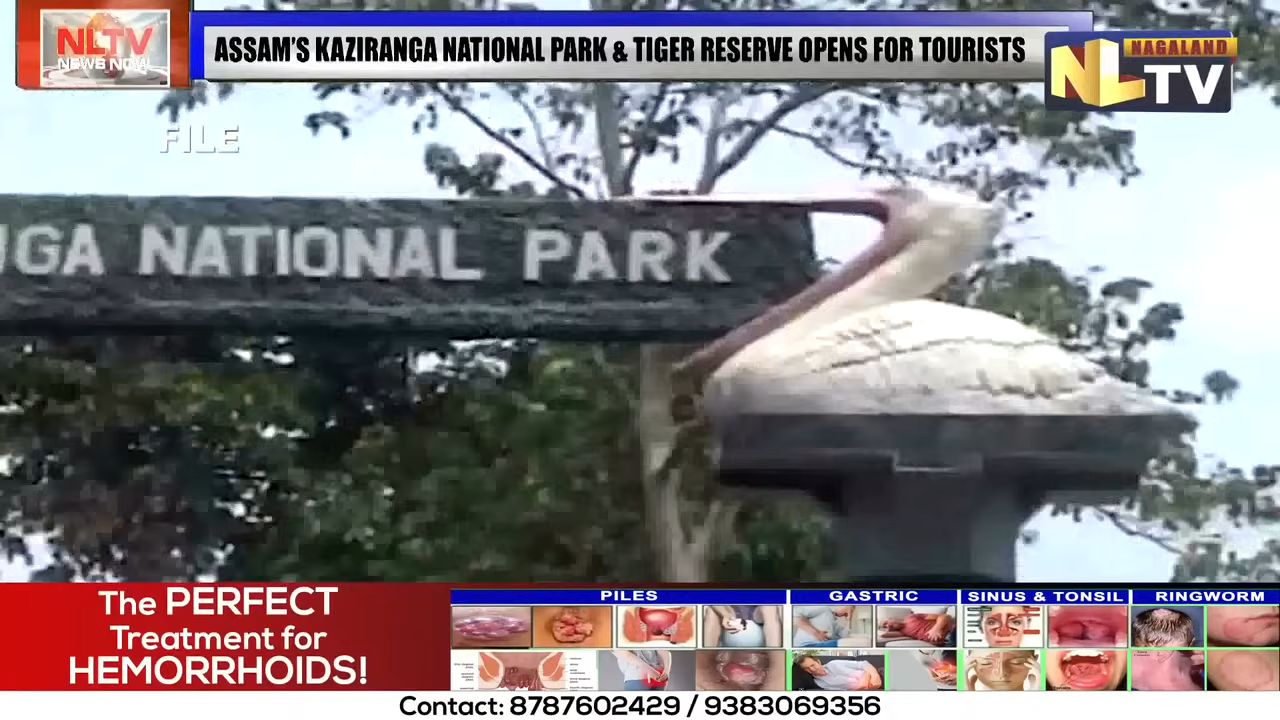 NLTV
NEWS NOW
ASSAM'S KAZIRANGA NATIONAL PARK & TIGER RESERVE OPENS FOR TOURISTS
NAGALAND
NLTV
FILE
NGA NATIONAL PARK
The PERFECT
Treatment for
HEMORRHOIDS!
PILES
GASTRIC
SINUS & TONSIL
RINGWORM
Contact: 8787602429 / 9383069356